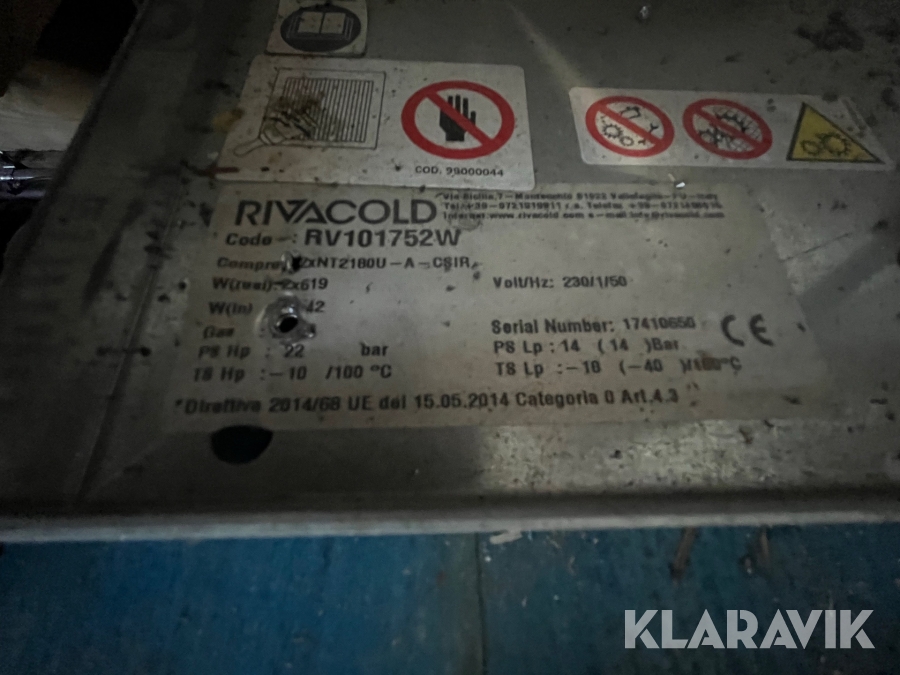 COD. 99000044
RIVACOLD
Code : RV101752W
NT2180U-A-CSIR
W(real): 2x619
Volt/Hz: 230/1/50
W(in)
Gas
Serial Number: 17410650
PS Hp : 22 bar
PS Lp : 14 (14 )Bar
TS Hp :-10 /100 °C
TS Lp :-10 (-40 )/100°C
Direttiva 2014/68 UE del 15.05.2014 Categoria 0 Art.4.3
CE
KLARAVIK